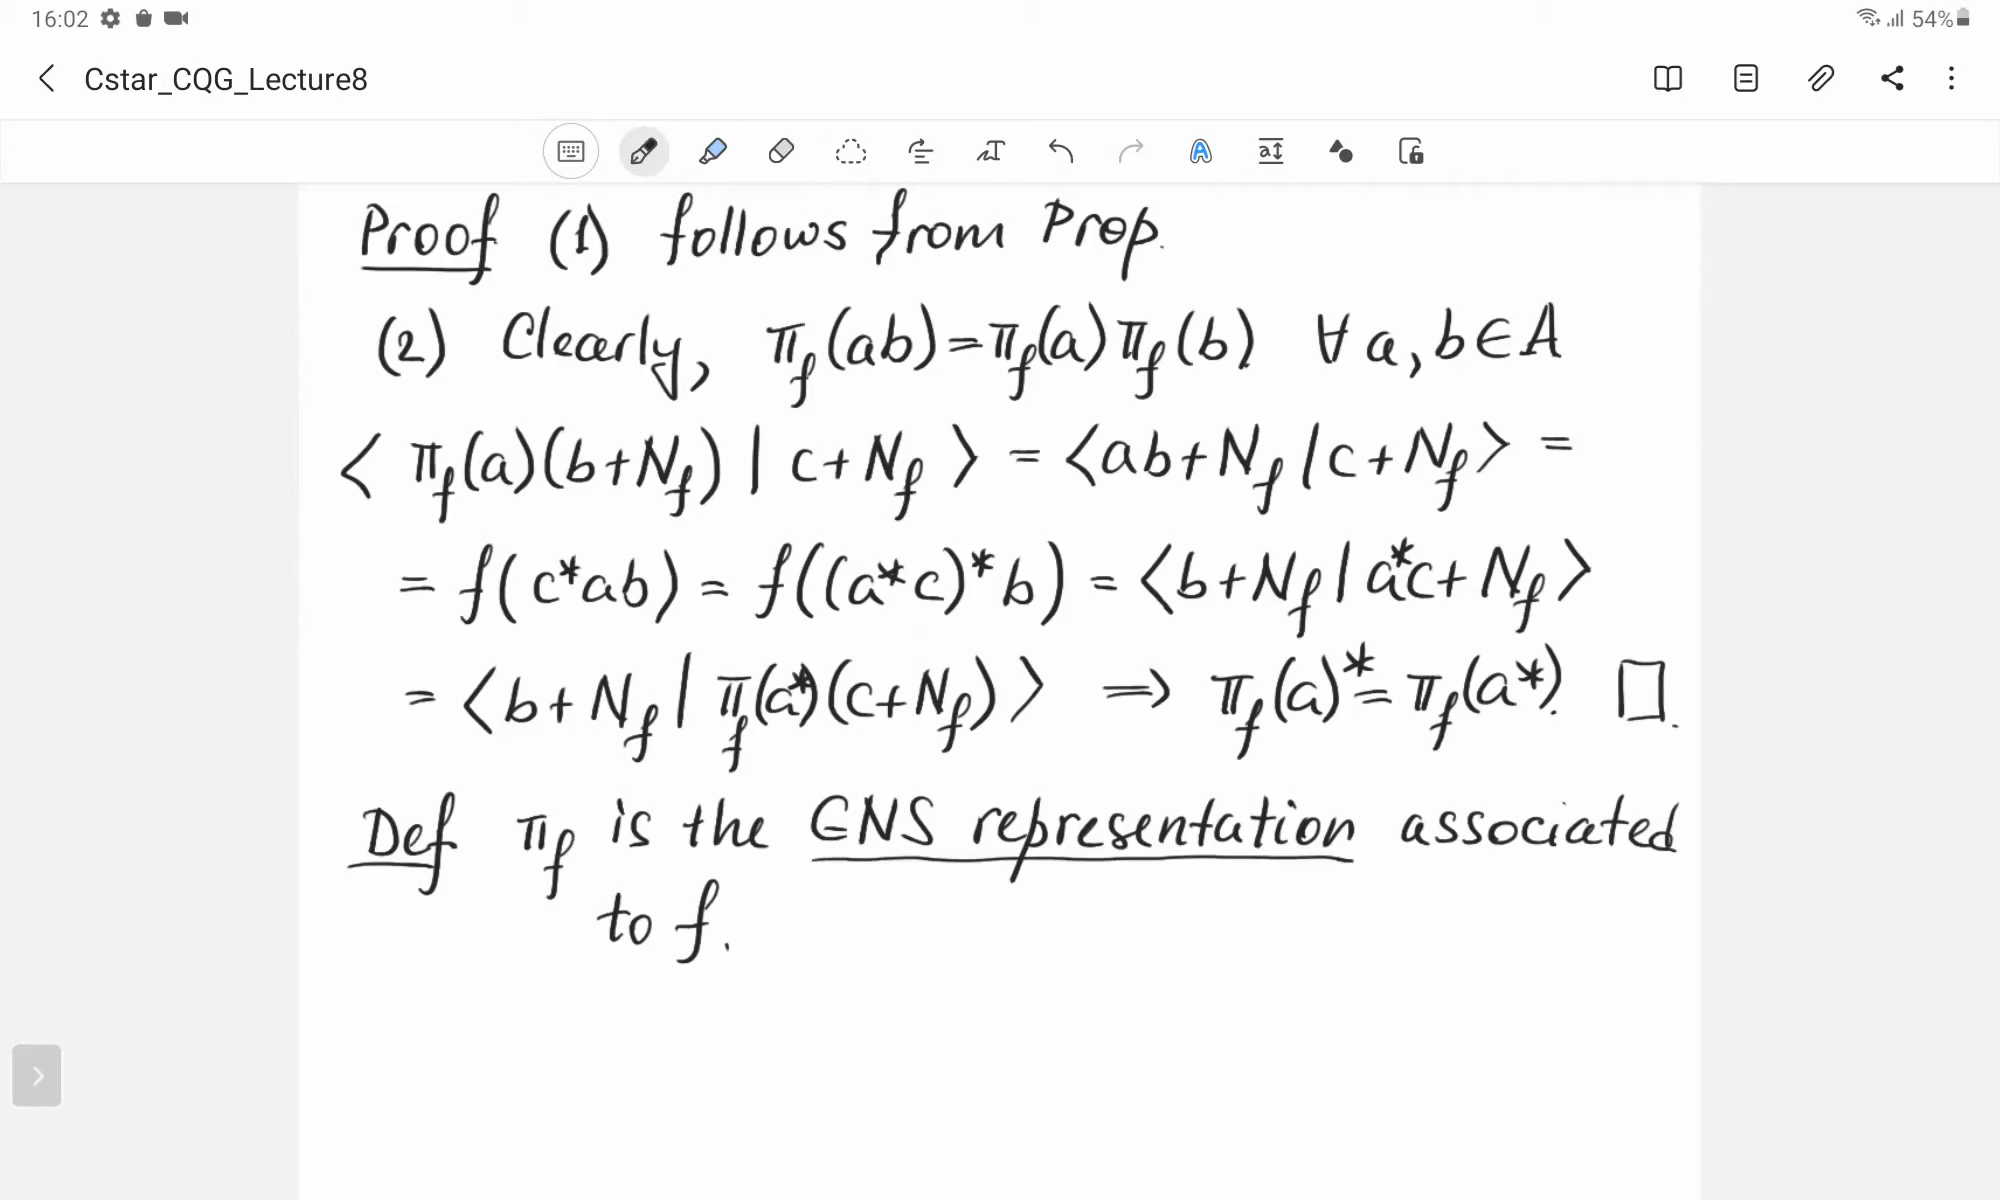 16:02 54%
Cstar_CQG_Lecture8
Proof (1) follows from Prop.
(2) Clearly, π_f(ab)=π_f(a)π_f(b) ∀ a, b∈A
⟨ π_f(a)(b+N_f) | c+N_f ⟩ = ⟨ab+N_f | c+N_f⟩ =
= f(c*ab) = f((a*c)*b) = ⟨b+N_f | a*c+N_f⟩
= ⟨b+N_f | π_f(a*)(c+N_f)⟩ ⟹ π_f(a)*=π_f(a*). □.
Def π_f is the GNS representation associated
to f.